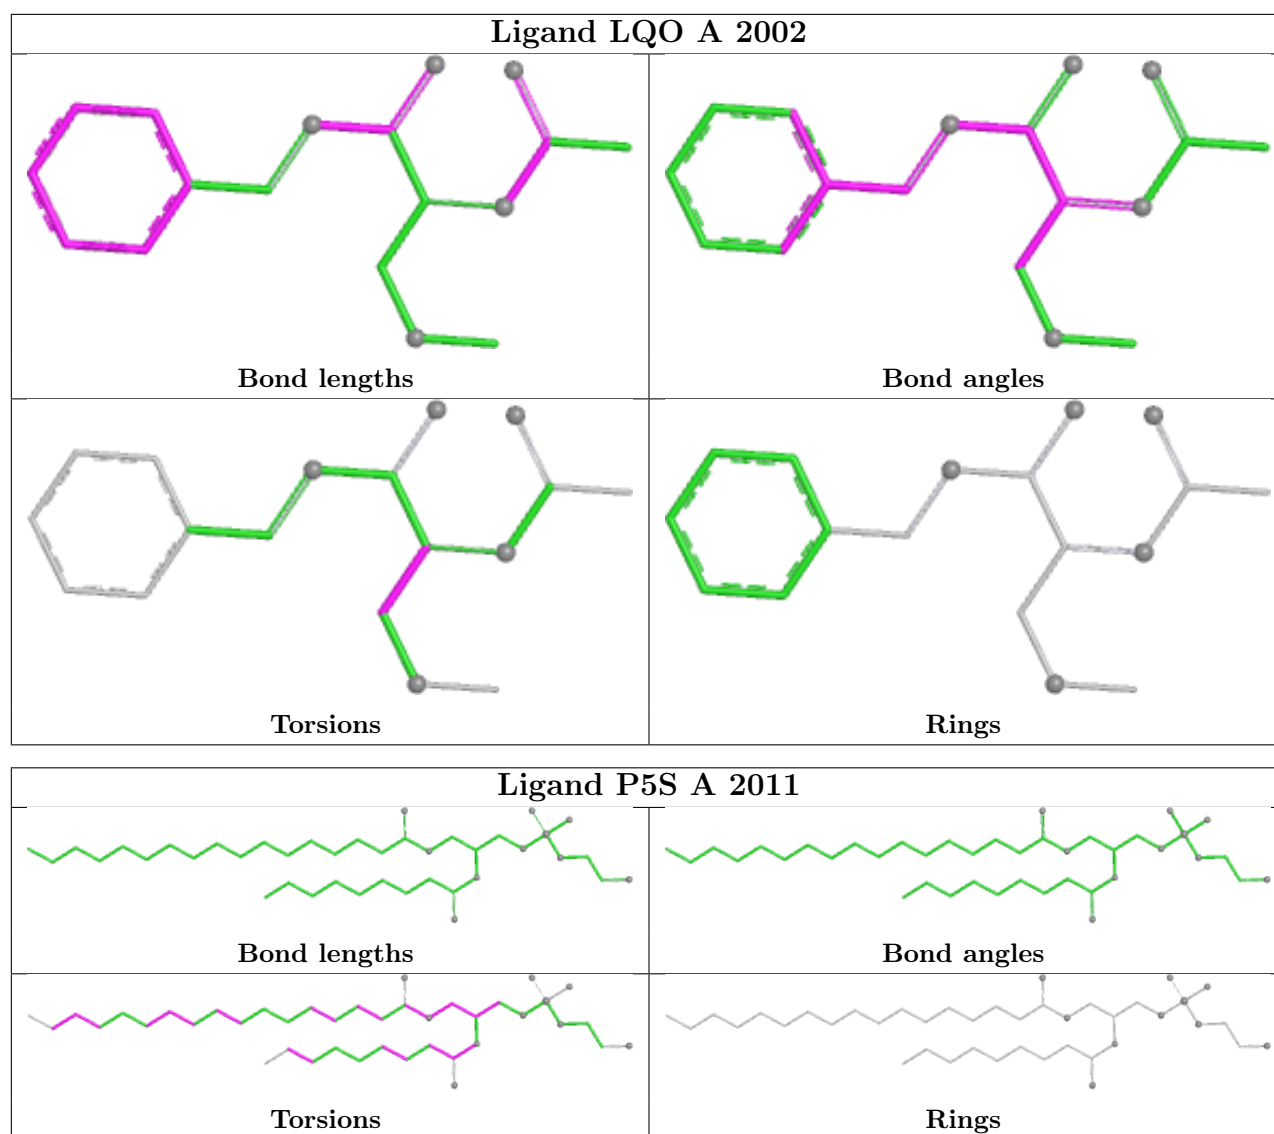 Ligand LQO A 2002
Bond lengths
Bond angles
Torsions
Rings
Ligand P5S A 2011
Bond lengths
Bond angles
Torsions
Rings